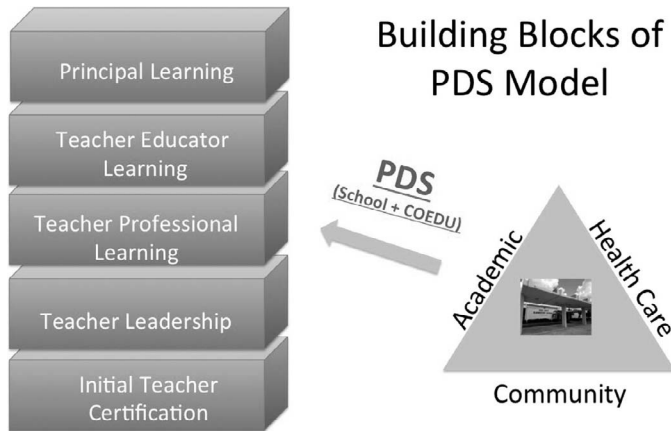 Building Blocks of
PDS Model
Principal Learning
Teacher Educator
Learning
Teacher Professional
Learning
Teacher Leadership
Initial Teacher
Certification
PDS
(School + COEDU)
Academic
Health Care
Community